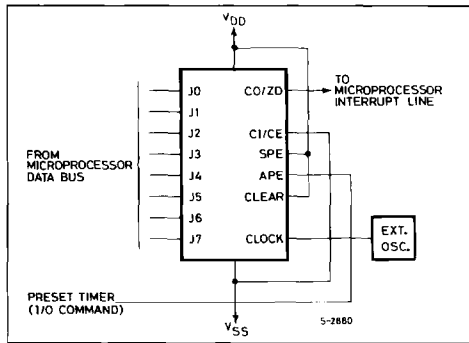 VDD
J0
J1
J2
J3
J4
J5
J6
J7
CO/ZD
CI/CE
SPE
APE
CLEAR
CLOCK
TO
MICROPROCESSOR
INTERRUPT LINE
FROM
MICROPROCESSOR
DATA BUS
EXT.
OSC.
PRESET TIMER
(I/O COMMAND)
VSS
S-2880